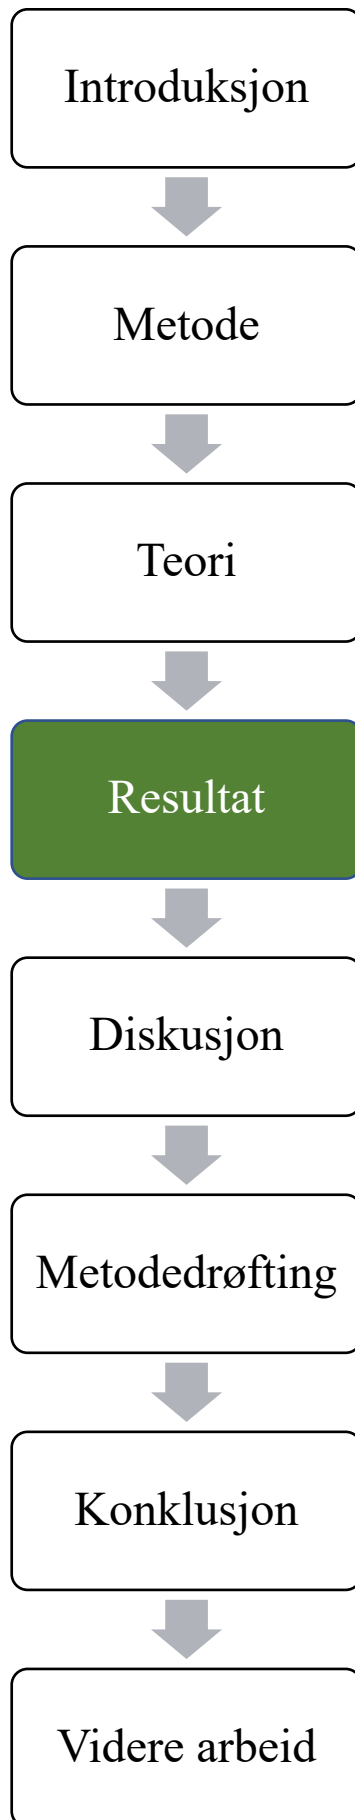 Introduksjon
Metode
Teori
Resultat
Diskusjon
Metodedrøfting
Konklusjon
Videre arbeid